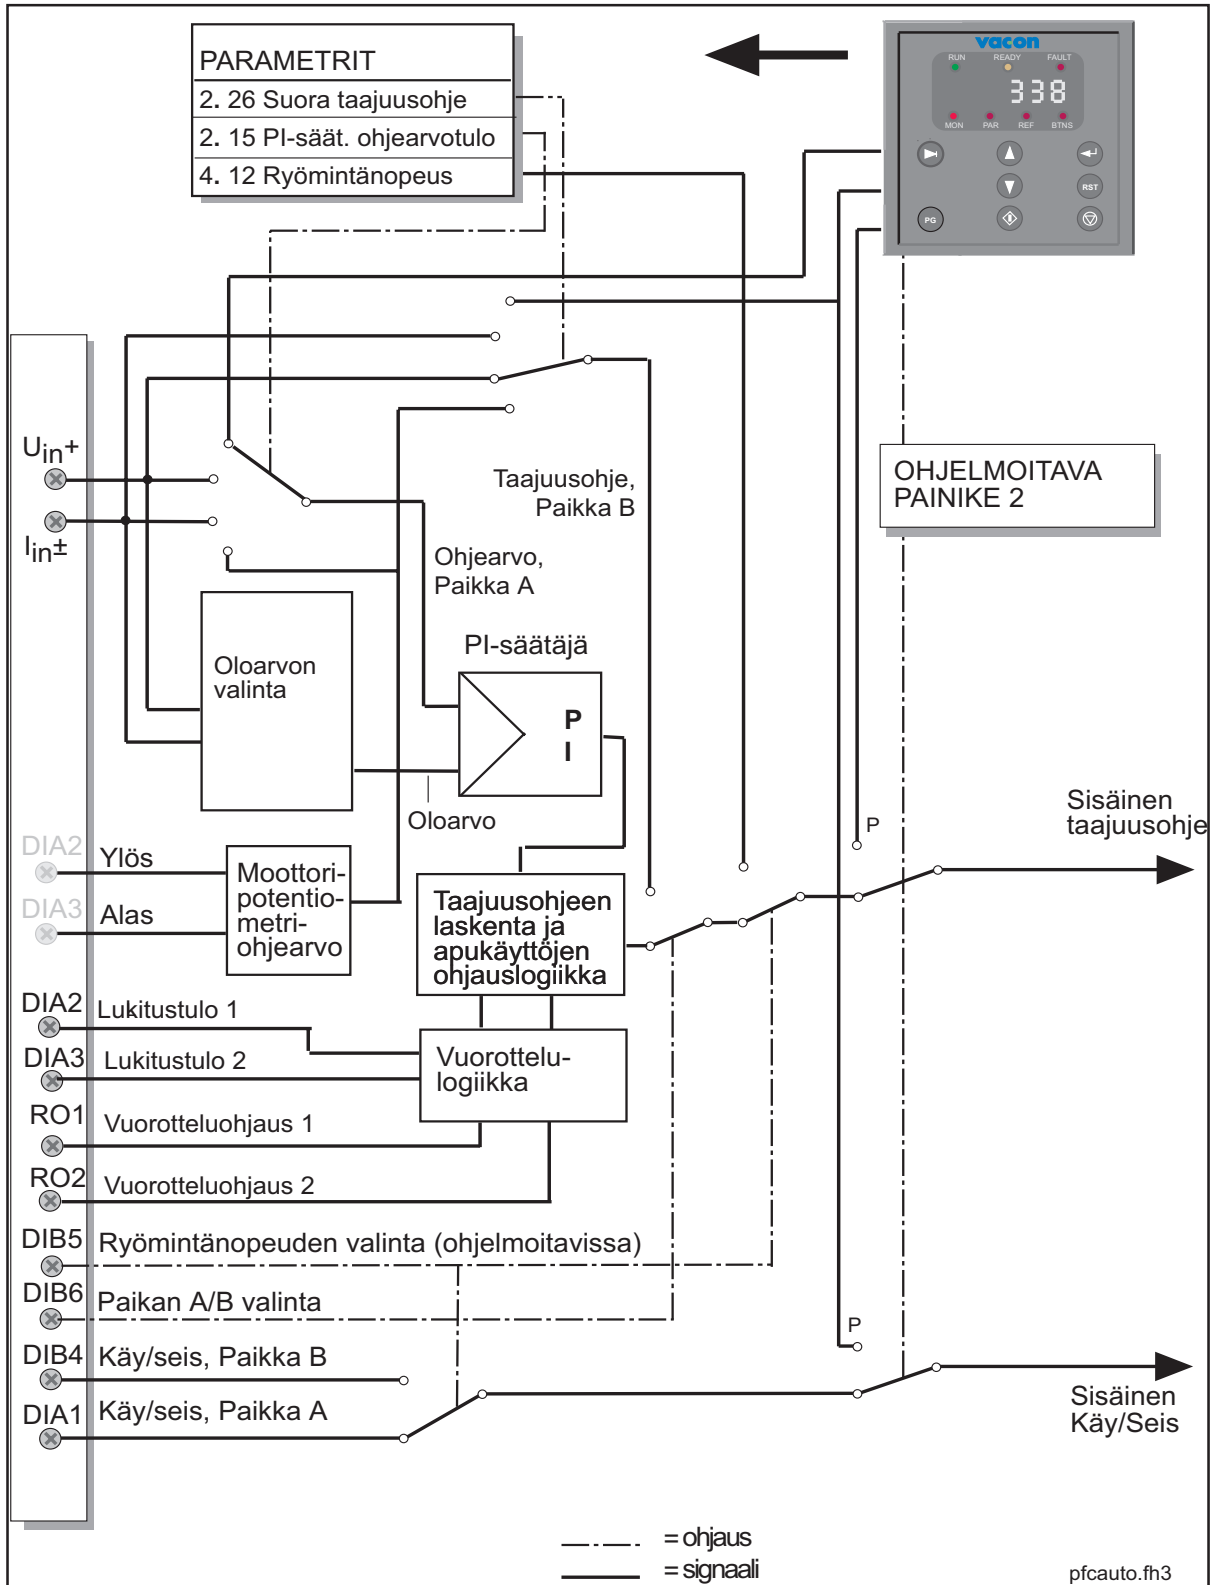 PARAMETRIT
2. 26 Suora taajuusohje
2. 15 PI-säät. ohjearvotulo
4. 12 Ryömintänopeus
vacon
RUN READY FAULT
338
MON PAR REF BTNS
RST
PG
Uin+
Iin±
Taajuusohje,
Paikka B
OHJELMOITAVA
PAINIKE 2
Ohjearvo,
Paikka A
PI-säätäjä
Oloarvon
valinta
P
I
Oloarvo
P
Sisäinen
taajuusohje
DIA2
Ylös
DIA3
Alas
Moottori-
potentio-
metri-
ohjearvo
Taajuusohjeen
laskenta ja
apukäyttöjen
ohjauslogiikka
DIA2
Lukitustulo 1
DIA3
Lukitustulo 2
Vuorottelu-
logiikka
RO1
Vuorotteluohjaus 1
RO2
Vuorotteluohjaus 2
DIB5
Ryömintänopeuden valinta (ohjelmoitavissa)
DIB6
Paikan A/B valinta
P
DIB4
Käy/seis, Paikka B
DIA1
Käy/seis, Paikka A
Sisäinen
Käy/Seis
= ohjaus
= signaali
pfcauto.fh3